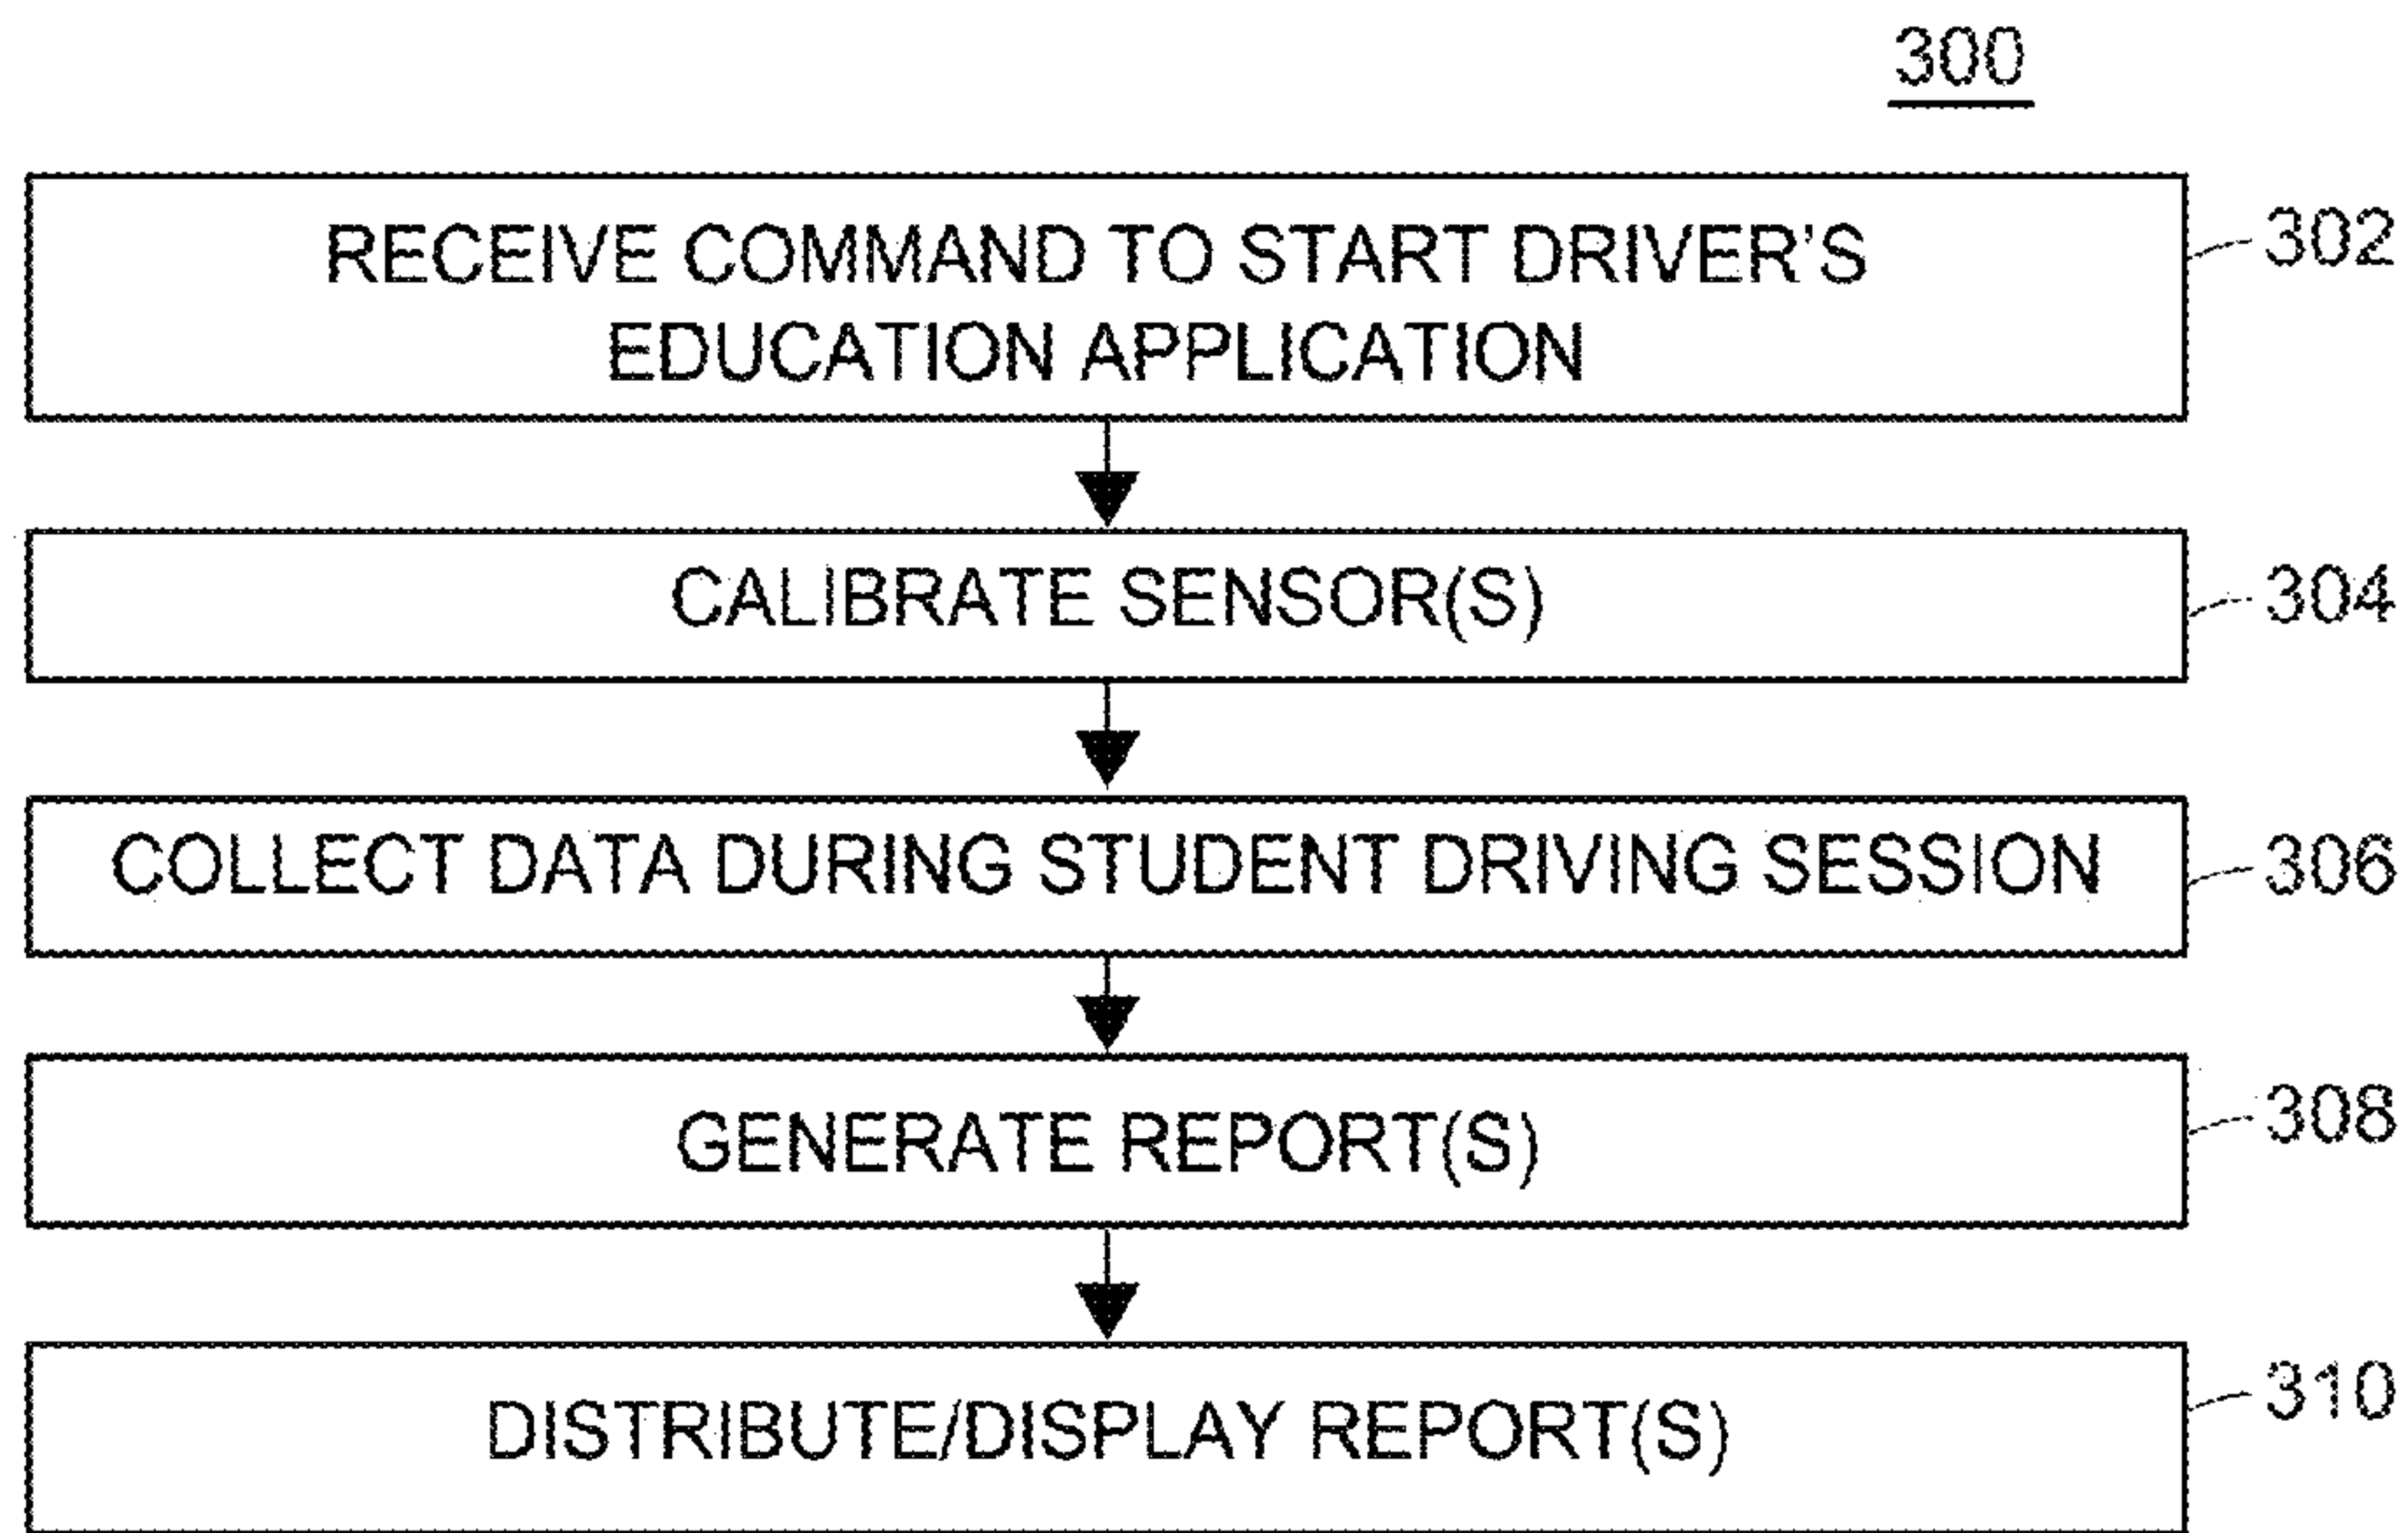 300
RECEIVE COMMAND TO START DRIVER'S
EDUCATION APPLICATION
302
CALIBRATE SENSOR(S)
304
COLLECT DATA DURING STUDENT DRIVING SESSION
306
GENERATE REPORT(S)
308
DISTRIBUTE/DISPLAY REPORT(S)
310